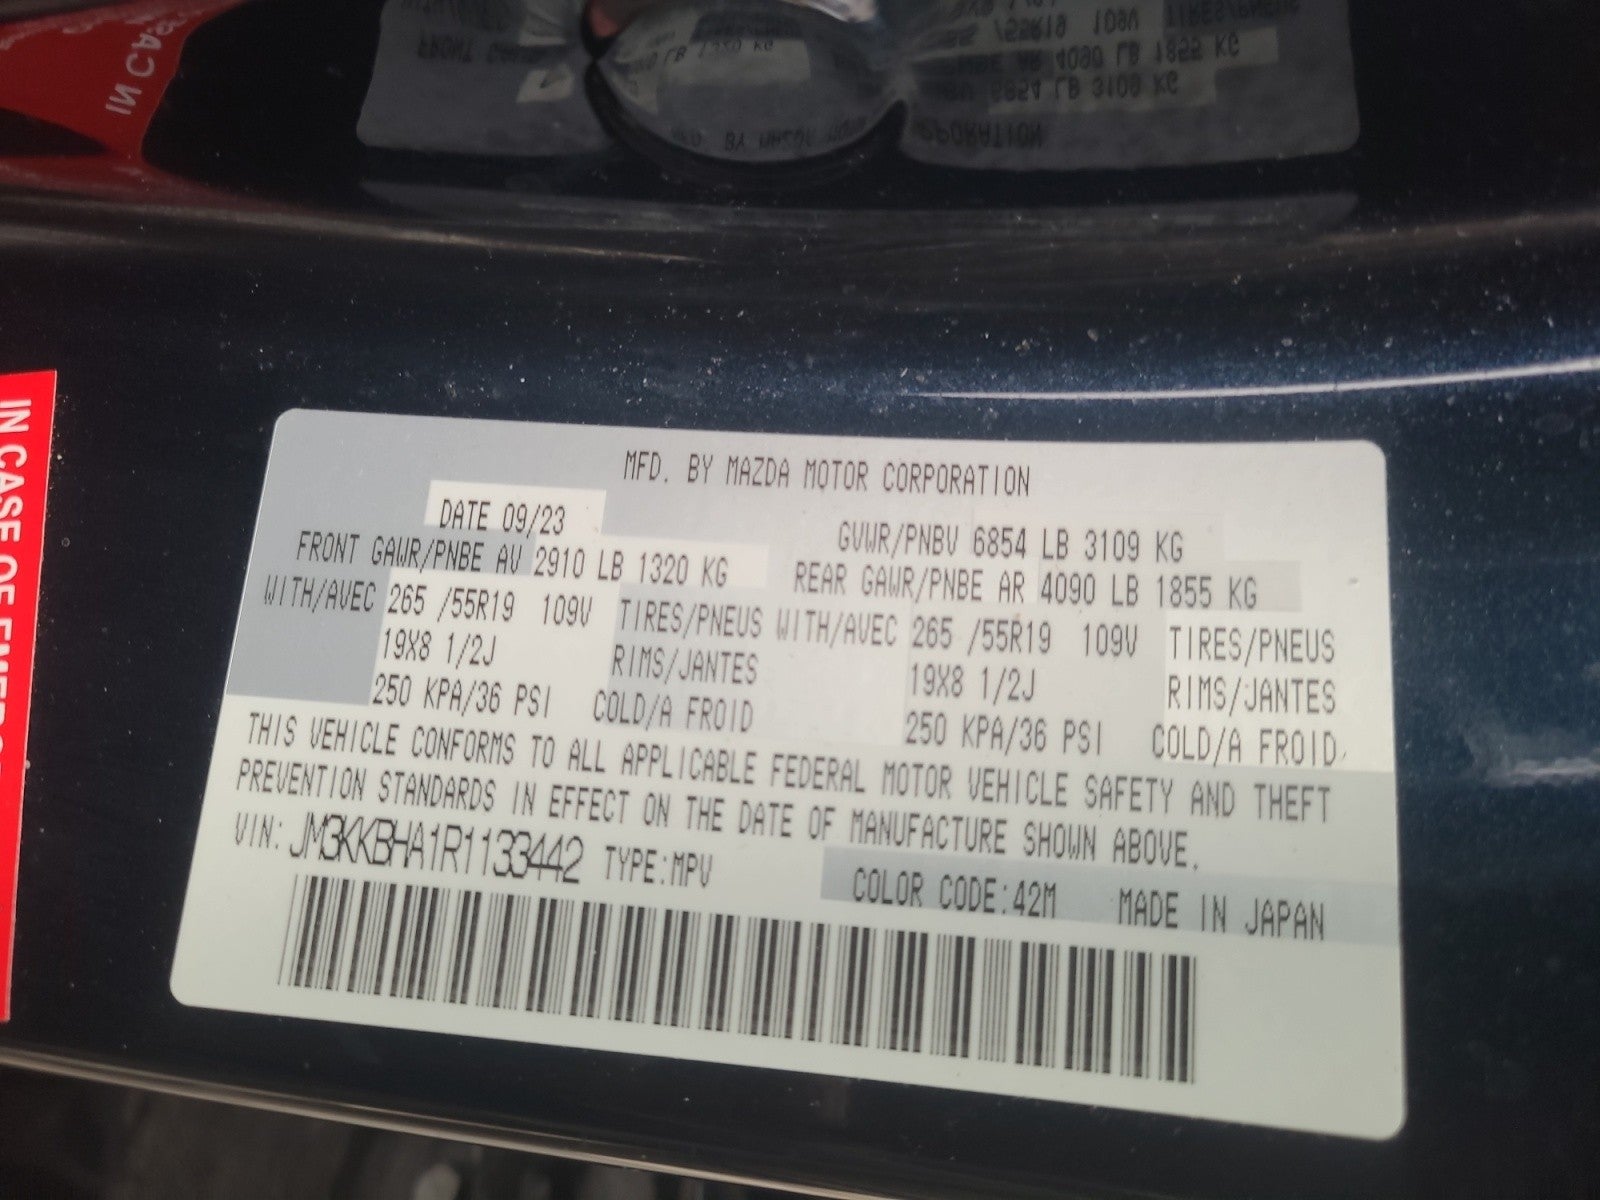 IN CA
MFD. BY MAZDA MOTOR CORPORATION
DATE 09/23
GVWR/PNBV 6854 LB 3109 KG
FRONT GAWR/PNBE AV 2910 LB 1320 KG
REAR GAWR/PNBE AR 4090 LB 1855 KG
WITH/AVEC 265 /55R19 109V TIRES/PNEUS WITH/AVEC 265 /55R19 109V TIRES/PNEUS
19X8 1/2J RIMS/JANTES 19X8 1/2J RIMS/JANTES
250 KPA/36 PSI COLD/A FROID 250 KPA/36 PSI COLD/A FROID
THIS VEHICLE CONFORMS TO ALL APPLICABLE FEDERAL MOTOR VEHICLE SAFETY AND THEFT
PREVENTION STANDARDS IN EFFECT ON THE DATE OF MANUFACTURE SHOWN ABOVE.
VIN: JM3KKBHA1R1133442 TYPE:MPV
COLOR CODE:42M MADE IN JAPAN
IN CASE OF